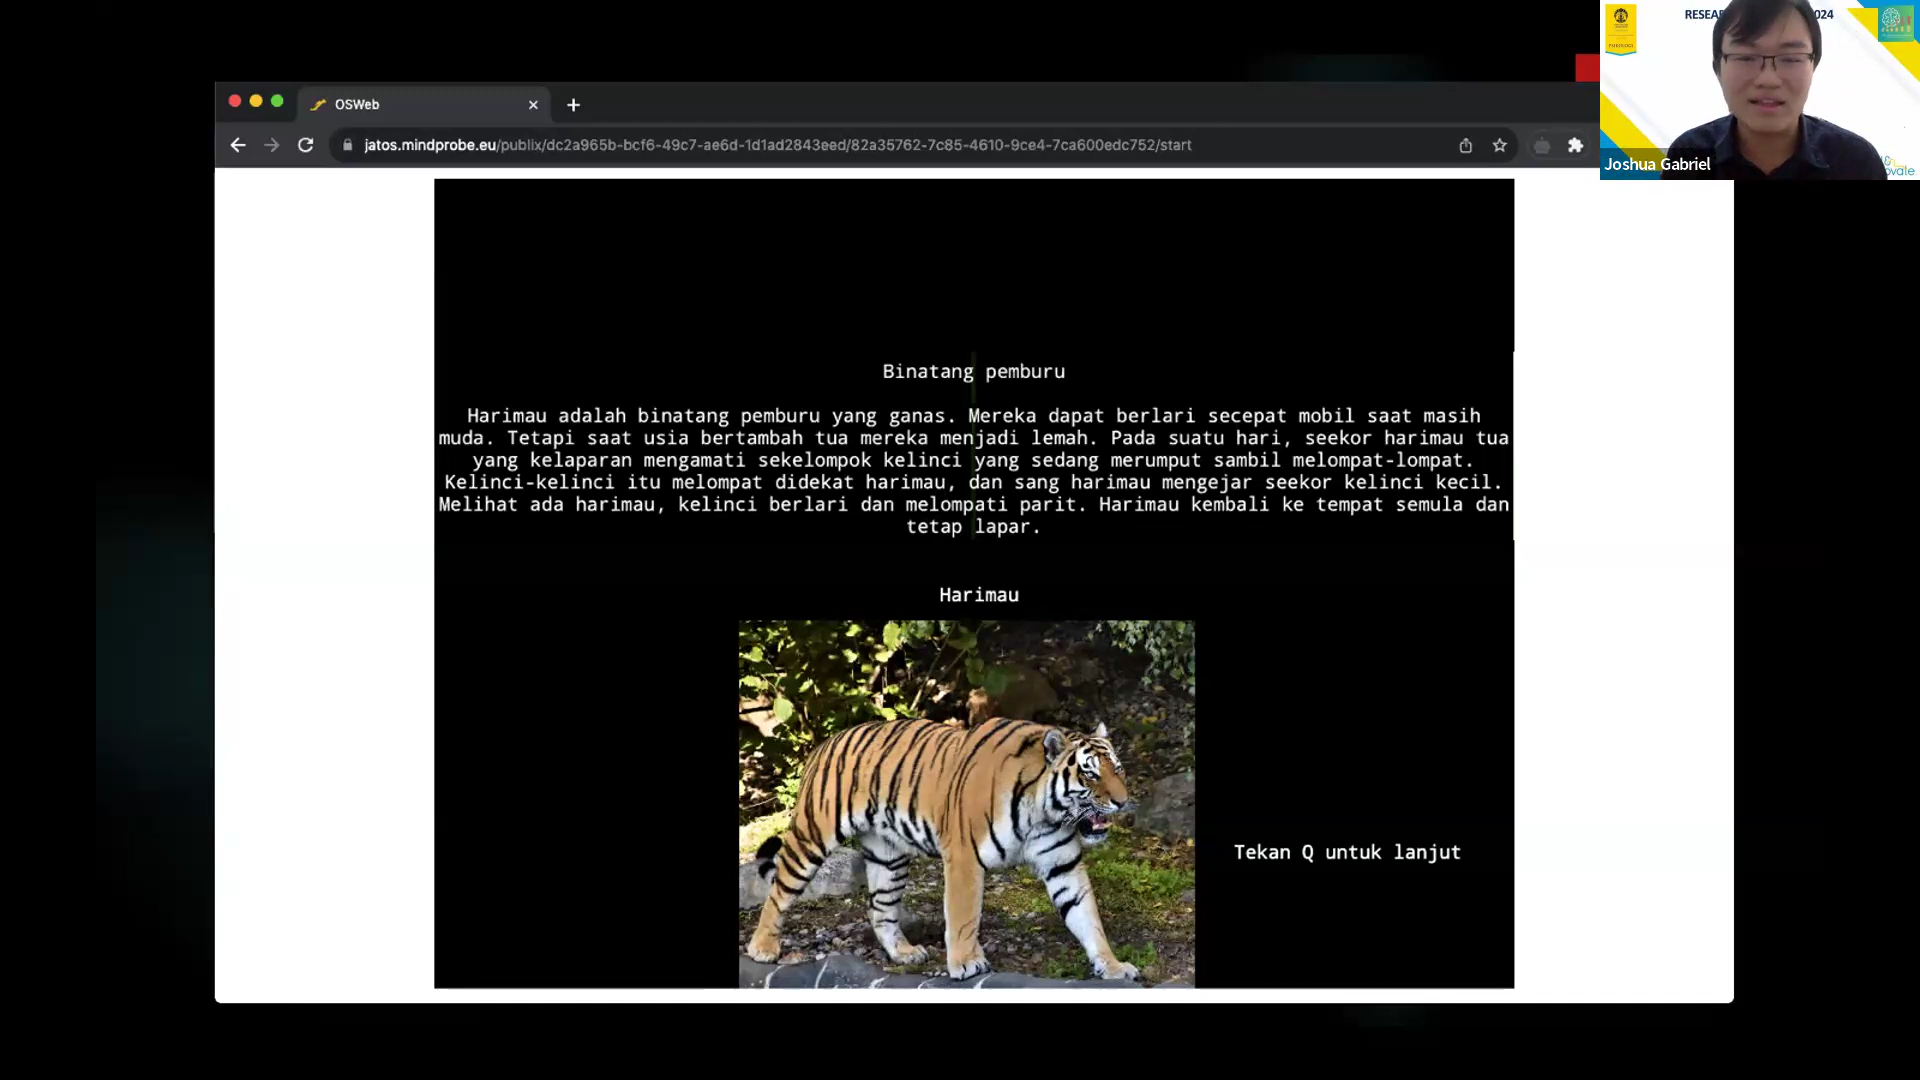 RESEA 024
PSIKOLOGI
OSWeb
jatos.mindprobe.eu/publix/dc2a965b-bcf6-49c7-ae6d-1d1ad2843eed/82a35762-7c85-4610-9ce4-7ca600edc752/start
Joshua Gabriel
ovale
Binatang pemburu
Harimau adalah binatang pemburu yang ganas. Mereka dapat berlari secepat mobil saat masih
muda. Tetapi saat usia bertambah tua mereka menjadi lemah. Pada suatu hari, seekor harimau tua
yang kelaparan mengamati sekelompok kelinci yang sedang merumput sambil melompat-lompat.
Kelinci-kelinci itu melompat didekat harimau, dan sang harimau mengejar seekor kelinci kecil.
Melihat ada harimau, kelinci berlari dan melompati parit. Harimau kembali ke tempat semula dan
tetap lapar.
Harimau
Tekan Q untuk lanjut